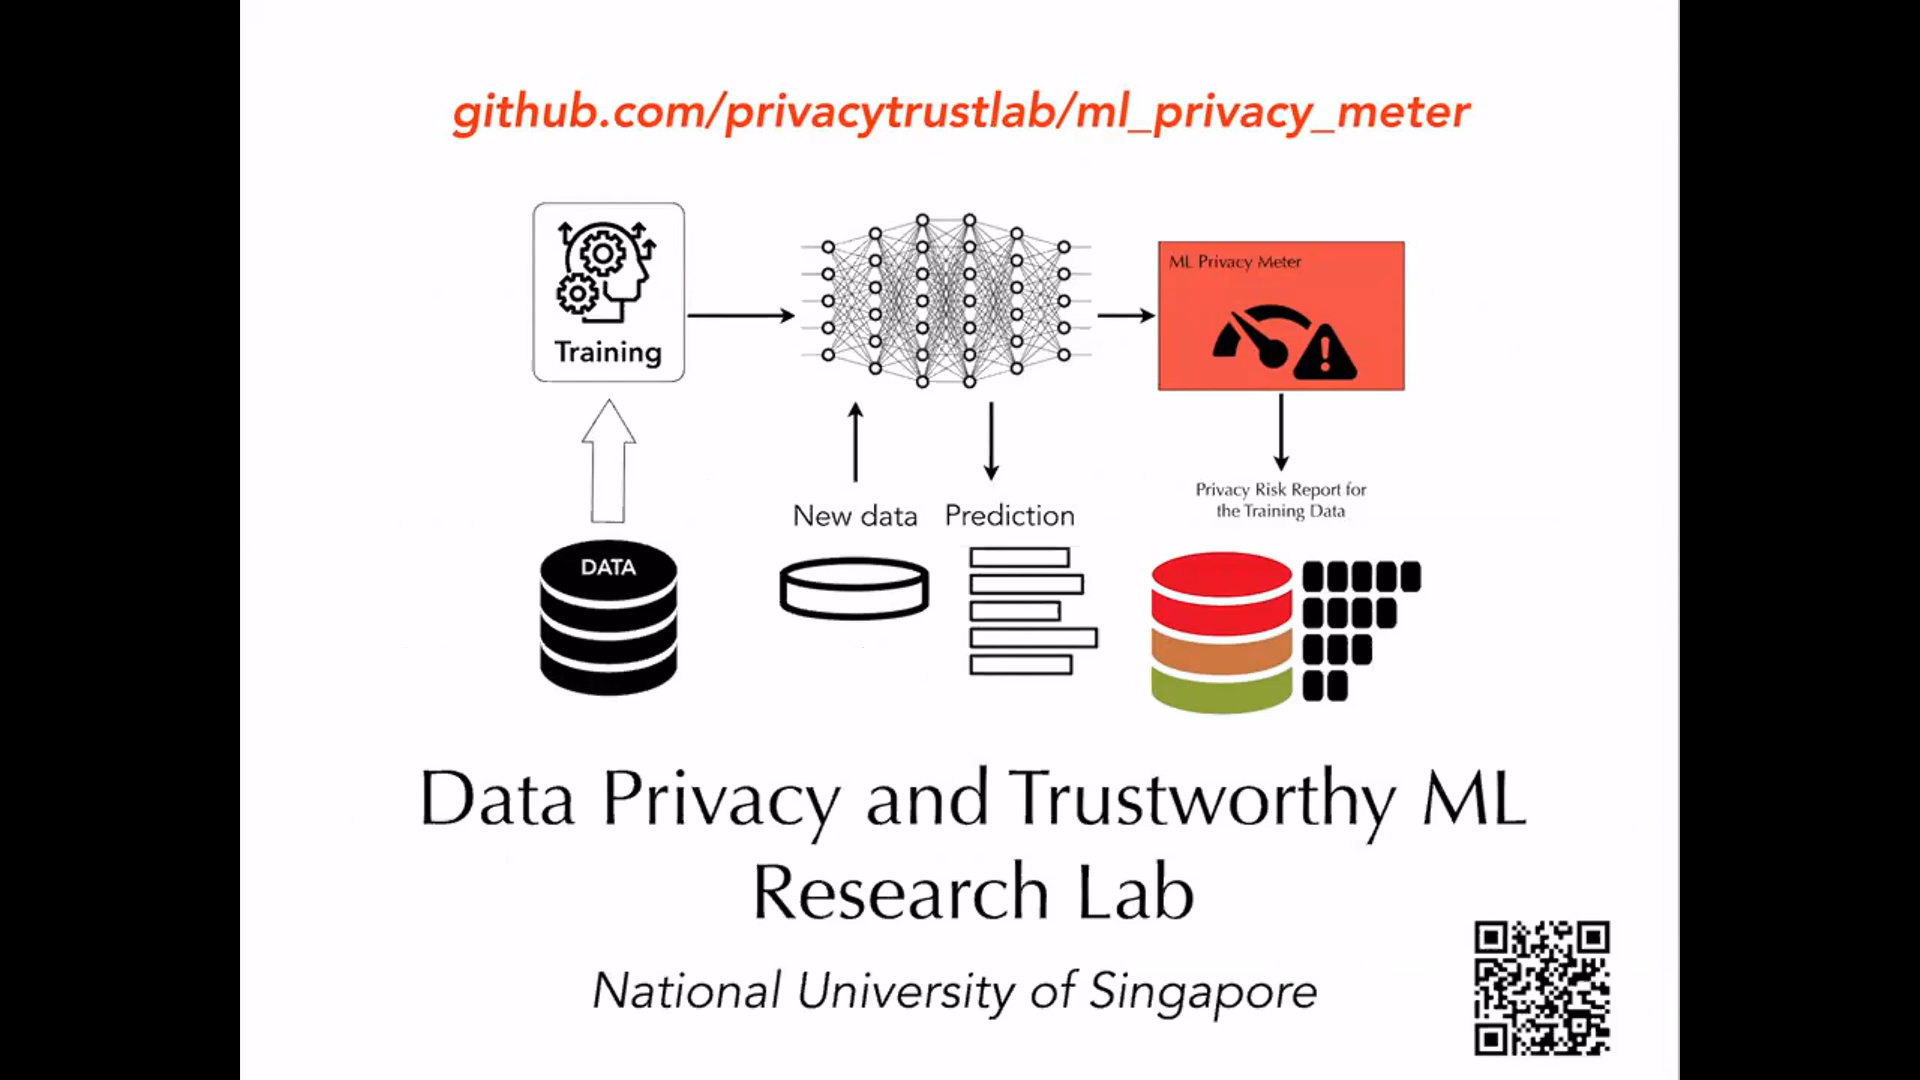 github.com/privacytrustlab/ml_privacy_meter
ML Privacy Meter
Training
Privacy Risk Report for
the Training Data
New data
Prediction
DATA
Data Privacy and Trustworthy ML
Research Lab
National University of Singapore